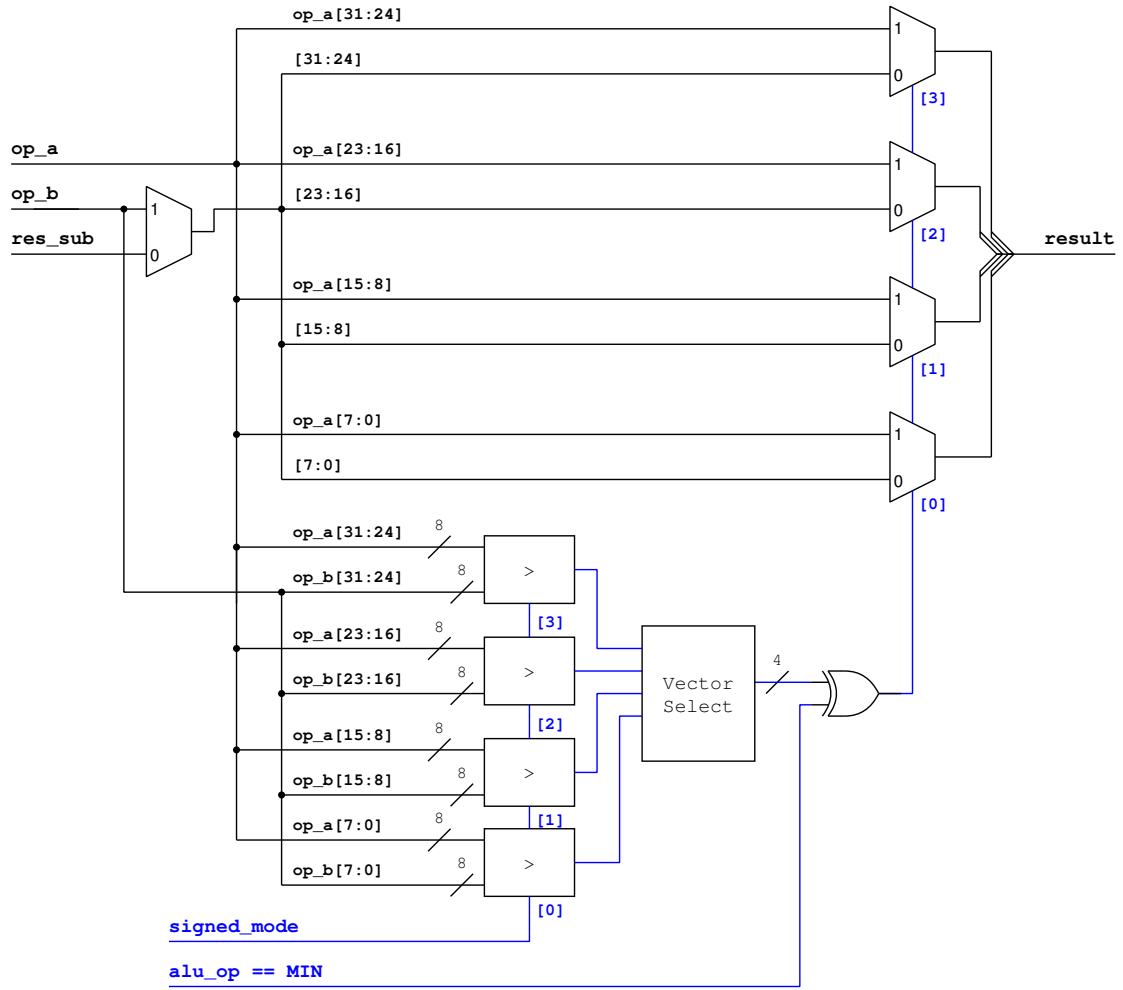 op_a[31:24]
1
[31:24]
0
[3]
op_a
op_a[23:16]
1
op_b
1
[23:16]
0
res_sub
0
[2]
result
op_a[15:8]
1
[15:8]
0
[1]
op_a[7:0]
1
[7:0]
0
[0]
op_a[31:24]
8
>
op_b[31:24]
8
[3]
op_a[23:16]
8
>
op_b[23:16]
8
[2]
Vector
Select
4
op_a[15:8]
8
>
op_b[15:8]
8
[1]
op_a[7:0]
8
>
op_b[7:0]
8
[0]
signed_mode
alu_op == MIN